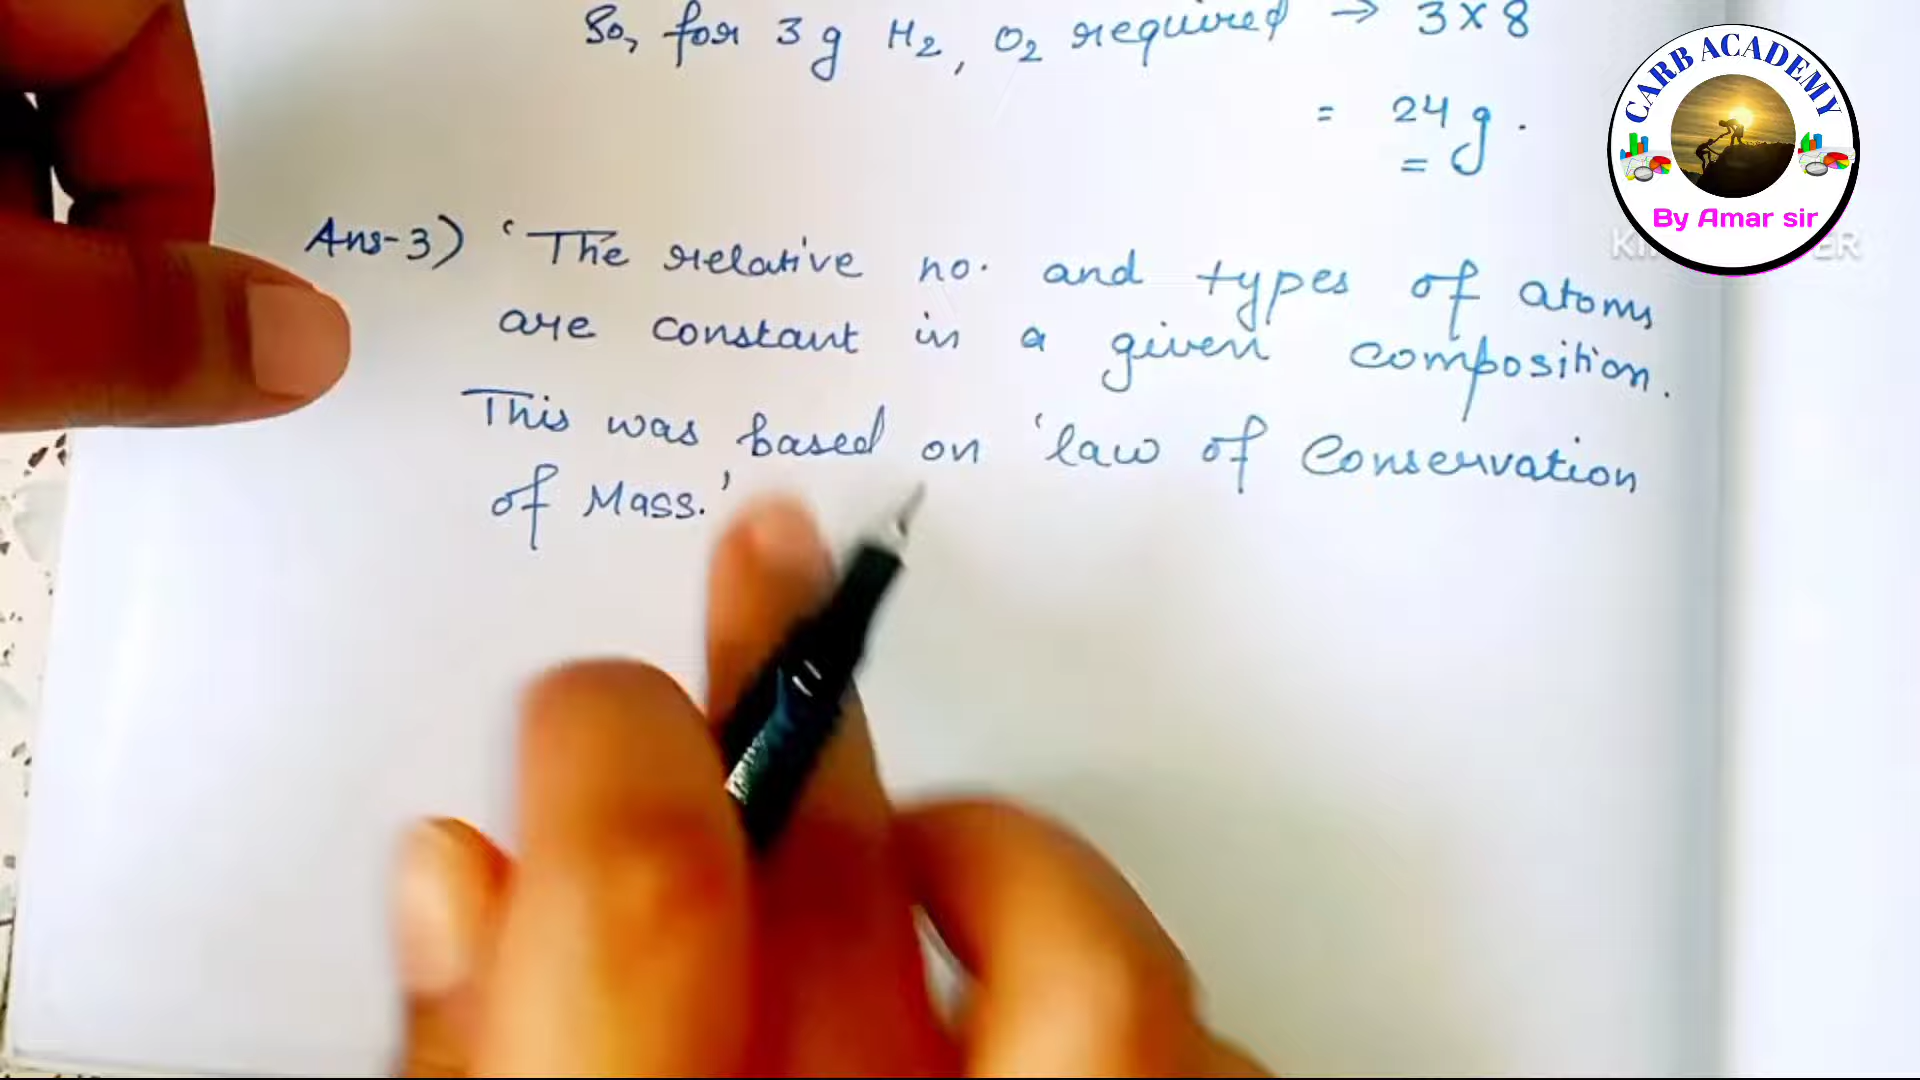 So, for 3 g H2, O2 required → 3 × 8
= 24 g.
=
Ans-3) 'The relative no. and types of atoms
are constant in a given composition.
This was based on 'law of Conservation
of Mass.'
CARB ACADEMY
By Amar sir